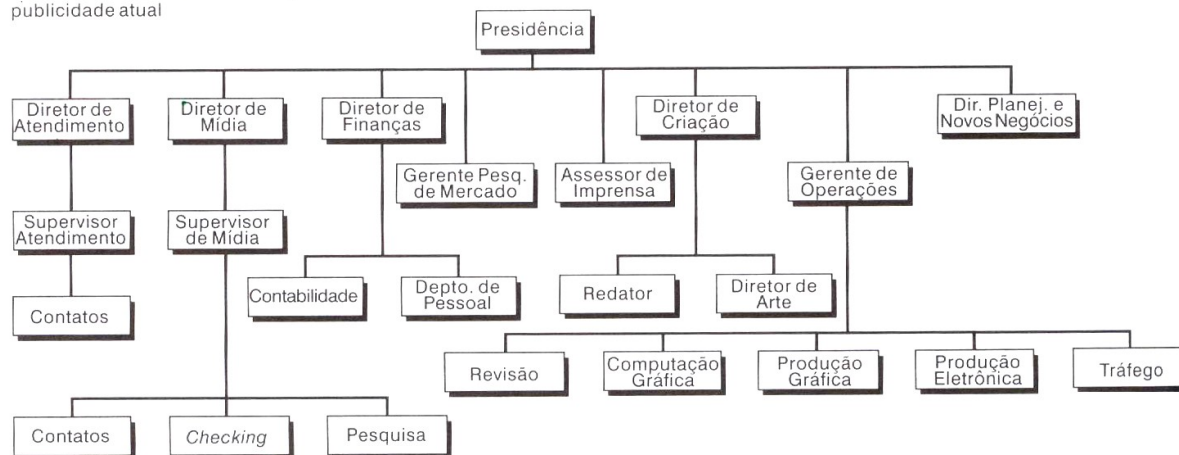 publicidade atual
Presidência
Diretor de
Atendimento
Diretor de
Mídia
Diretor de
Finanças
Diretor de
Criação
Dir. Planej. e
Novos Negócios
Gerente Pesq.
de Mercado
Assessor de
Imprensa
Gerente de
Operações
Supervisor
Atendimento
Supervisor
de Mídia
Contabilidade
Depto. de
Pessoal
Redator
Diretor de
Arte
Contatos
Revisão
Computação
Gráfica
Produção
Gráfica
Produção
Eletrônica
Tráfego
Contatos
Checking
Pesquisa